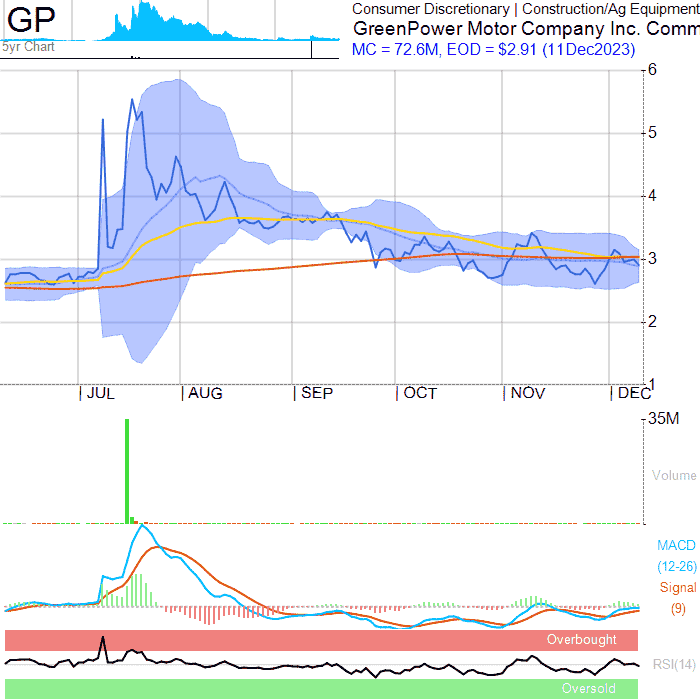 GP
5yr Chart
Consumer Discretionary | Construction/Ag Equipment
GreenPower Motor Company Inc. Comm
MC = 72.6M, EOD = $2.91 (11Dec2023)
6
5
4
3
2
1
JUL
AUG
SEP
OCT
NOV
DEC
35M
Volume
MACD
(12-26)
Signal
(9)
Overbought
RSI(14)
Oversold